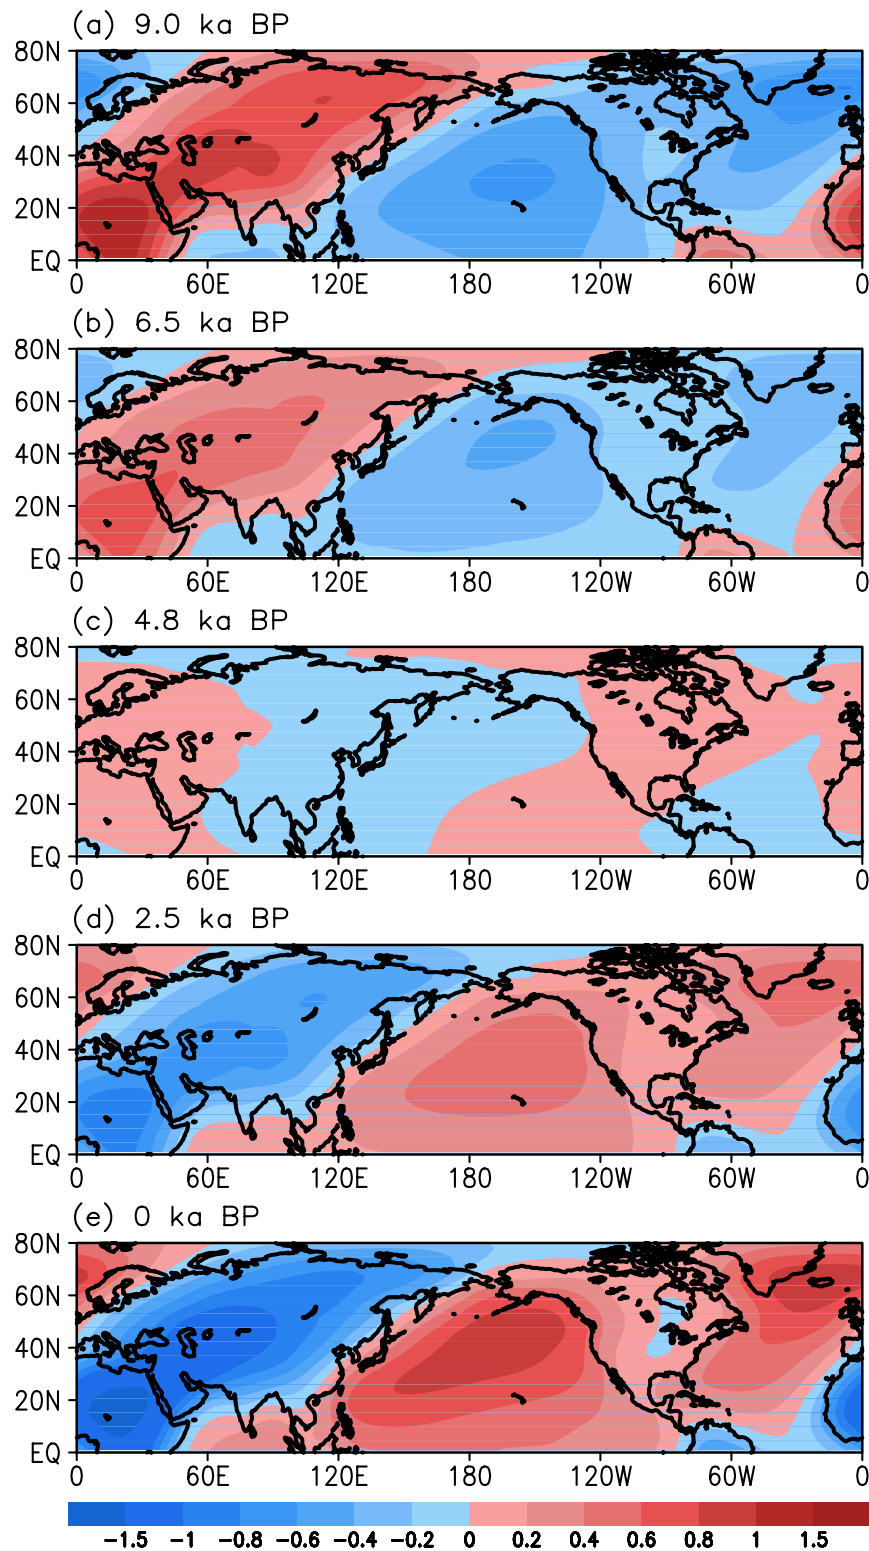 (a) 9.0 ka BP
80N
60N
40N
20N
EQ
0 60E 120E 180 120W 60W 0
(b) 6.5 ka BP
80N
60N
40N
20N
EQ
0 60E 120E 180 120W 60W 0
(c) 4.8 ka BP
80N
60N
40N
20N
EQ
0 60E 120E 180 120W 60W 0
(d) 2.5 ka BP
80N
60N
40N
20N
EQ
0 60E 120E 180 120W 60W 0
(e) 0 ka BP
80N
60N
40N
20N
EQ
0 60E 120E 180 120W 60W 0
-1.5 -1 -0.8 -0.6 -0.4 -0.2 0 0.2 0.4 0.6 0.8 1 1.5